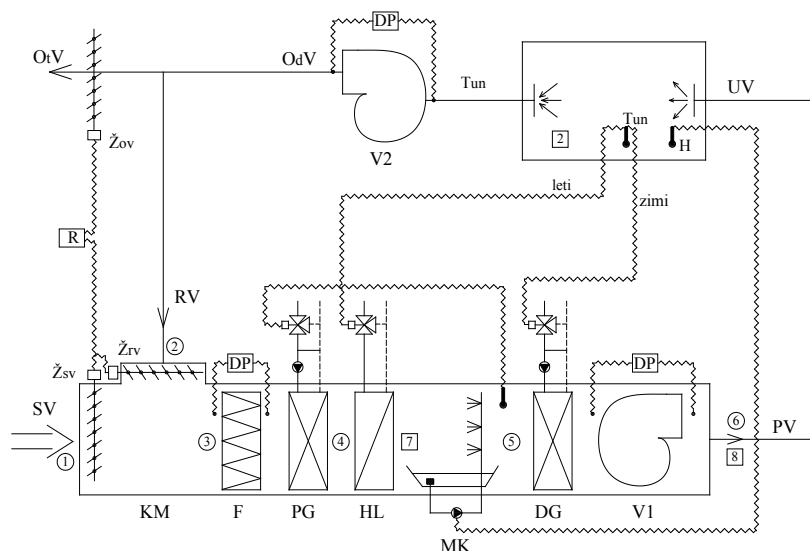 DP
OtV
OdV
Tun
UV
V2
2
Tun
H
Žov
leti
zimi
R
RV
Žrv
2
Žsv
DP
DP
SV
1
3
4
7
5
6
8
PV
KM
F
PG
HL
MK
DG
V1